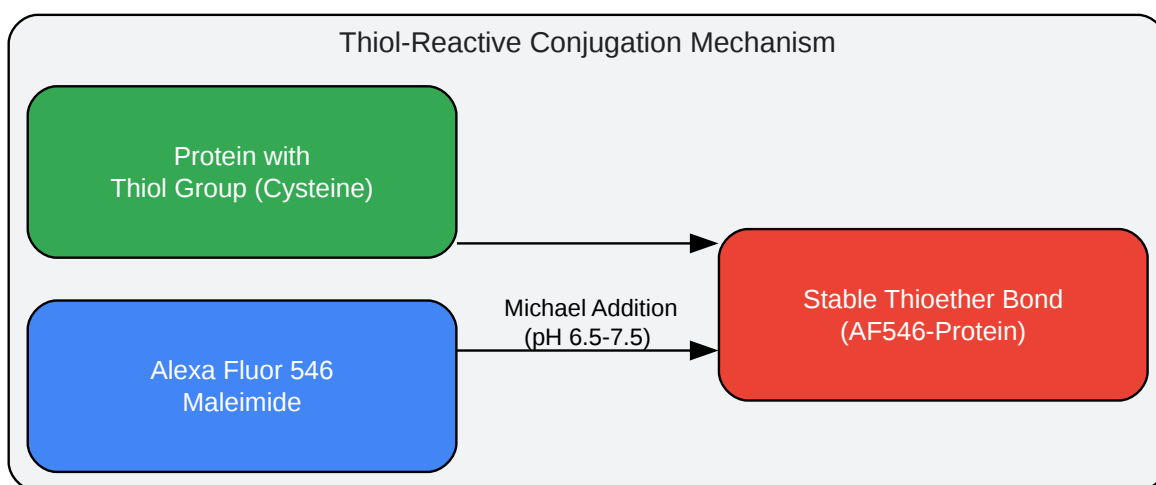 Thiol-Reactive Conjugation Mechanism
Protein with
Thiol Group (Cysteine)
Michael Addition
(pH 6.5-7.5)
Alexa Fluor 546
Maleimide
Stable Thioether Bond
(AF546-Protein)